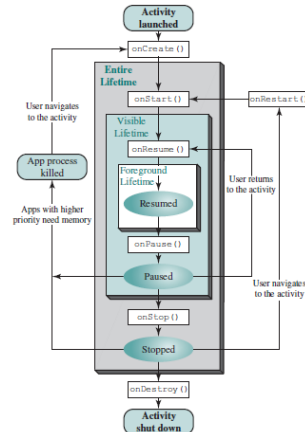 Activity
launched
onCreate()
Entire
Lifetime
User navigates
to the activity
onStart()
onRestart()
Visible
Lifetime
onResume()
App process
killed
Foreground
Lifetime
User returns
to the activity
Resumed
Apps with higher
priority need memory
onPause()
Paused
User navigates
to the activity
onStop()
Stopped
onDestroy()
Activity
shut down